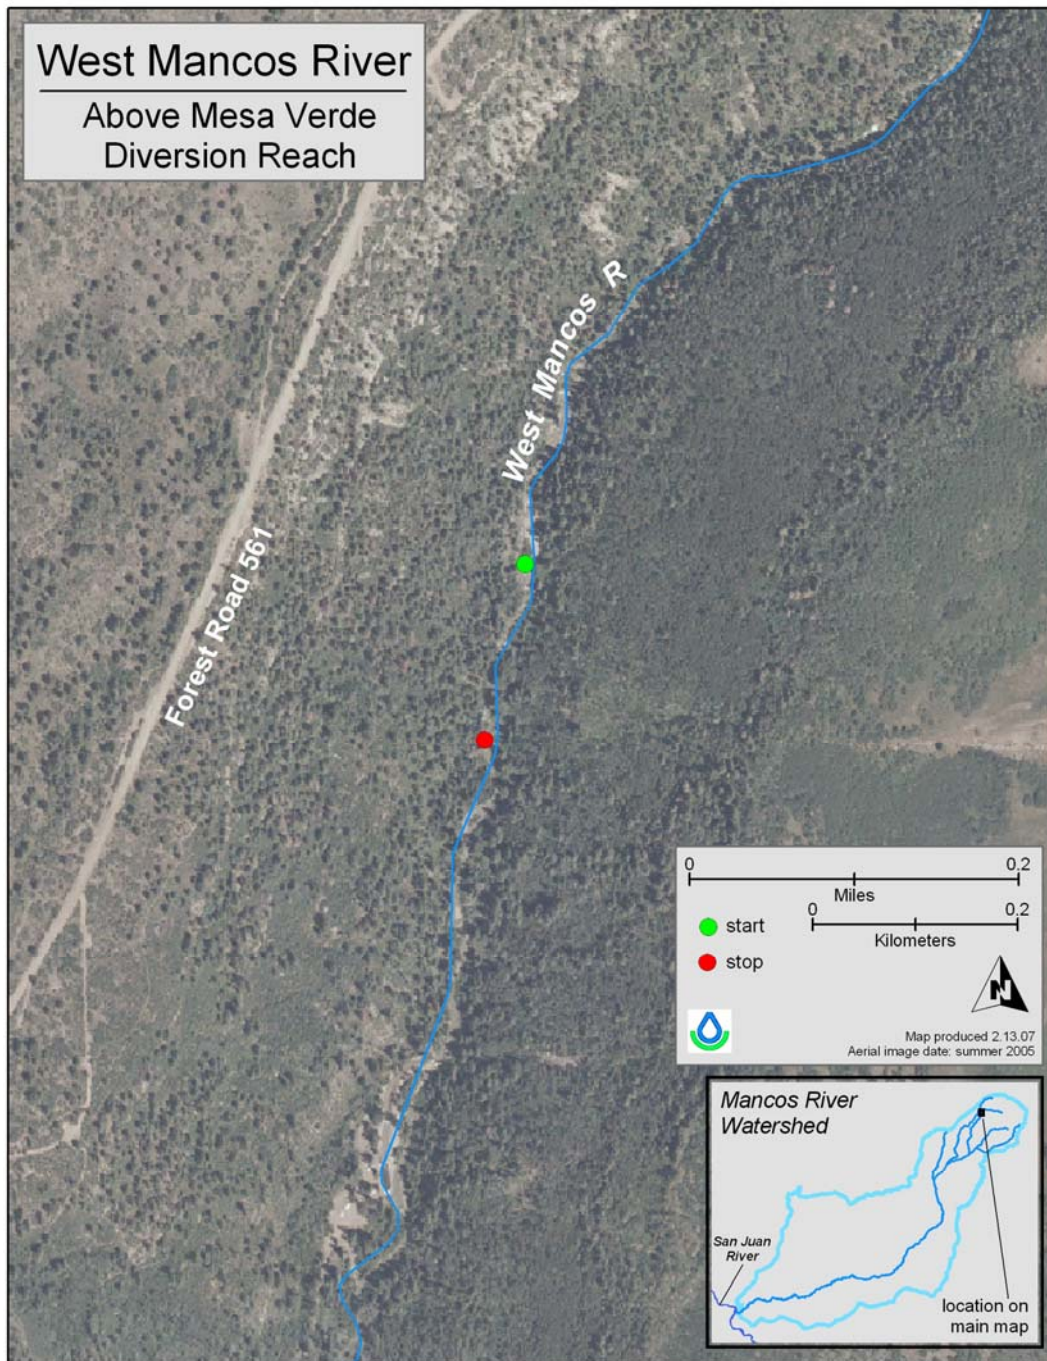 West Mancos River
Above Mesa Verde
Diversion Reach
West Mancos R
Forest Road 561
0 0.2
Miles
0 0.2
Kilometers
start
stop
N
Map produced 2.13.07
Aerial image date: summer 2005
Mancos River
Watershed
San Juan
River
location on
main map